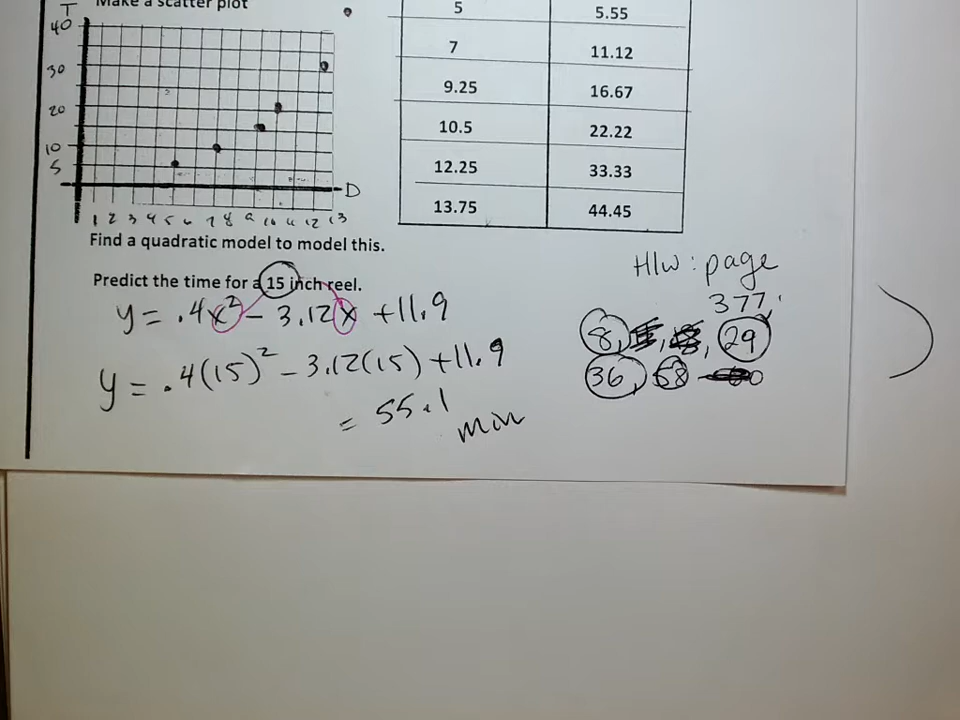 Make a scatter plot
T
40
30
20
10
5
D
1 2 3 4 5 6 7 8 9 10 11 12 13
5 5.55
7 11.12
9.25 16.67
10.5 22.22
12.25 33.33
13.75 44.45
Find a quadratic model to model this.
Predict the time for a 15 inch reel.
y = .4x² - 3.12x + 11.9
y = .4(15)² - 3.12(15) + 11.9
= 55.1
min
H/w : page
377,
8, , , 29
36, 58